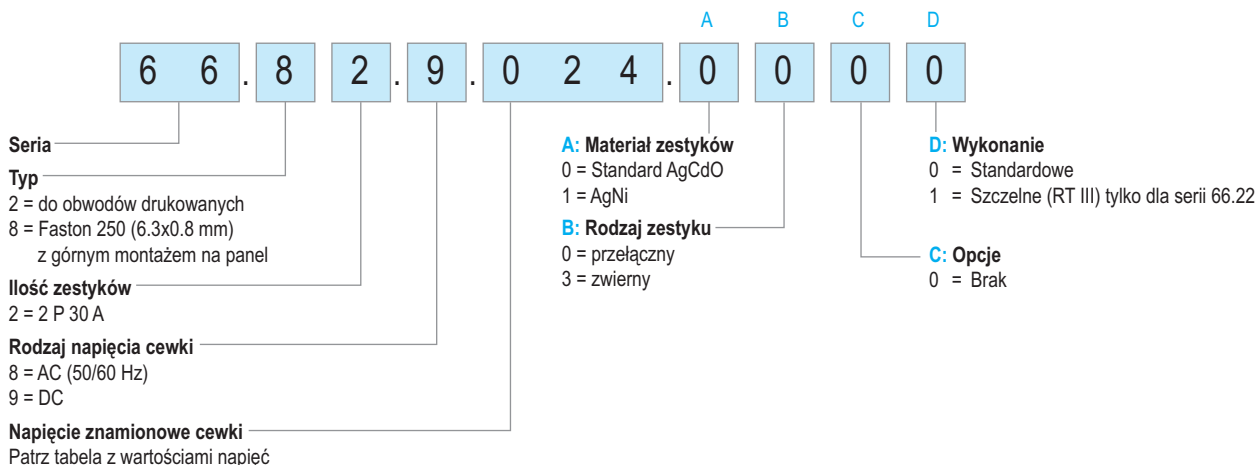 A B C D
6 6 . 8 2 . 9 . 0 2 4 . 0 0 0 0
Seria
Typ
2 = do obwodów drukowanych
8 = Faston 250 (6.3x0.8 mm)
z górnym montażem na panel
Ilość zestyków
2 = 2 P 30 A
Rodzaj napięcia cewki
8 = AC (50/60 Hz)
9 = DC
Napięcie znamionowe cewki
Patrz tabela z wartościami napięć
A: Materiał zestyków
0 = Standard AgCdO
1 = AgNi
B: Rodzaj zestyku
0 = przełączny
3 = zwierny
D: Wykonanie
0 = Standardowe
1 = Szczelne (RT III) tylko dla serii 66.22
C: Opcje
0 = Brak